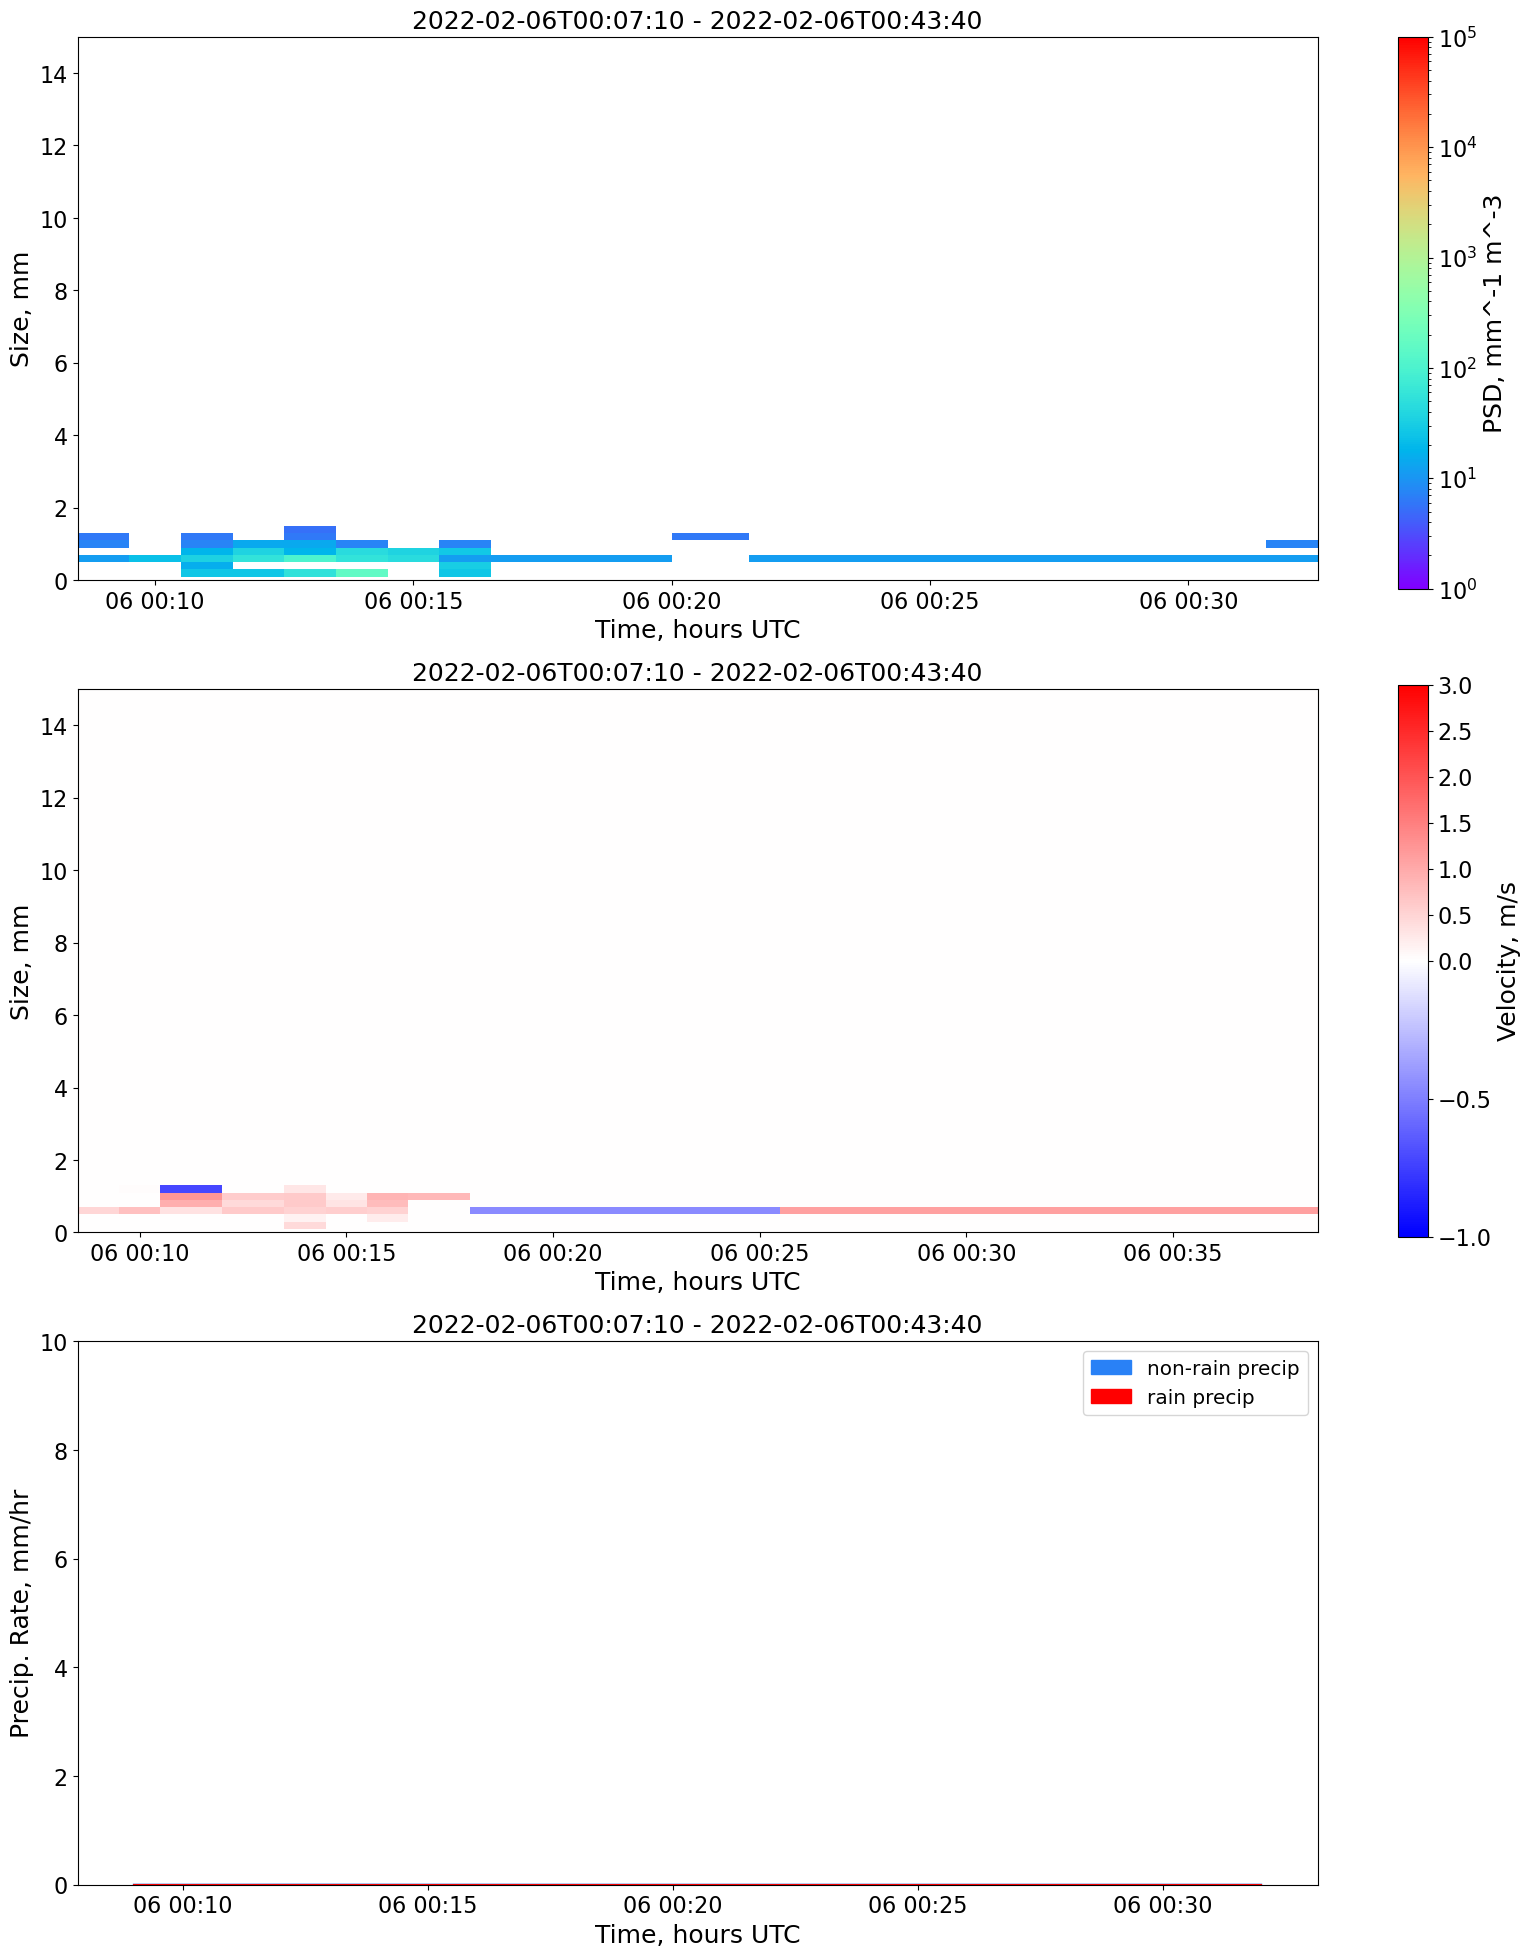 2022-02-06T00:07:10 - 2022-02-06T00:43:40
Size, mm
14
12
10
8
6
4
2
0
06 00:10 06 00:15 06 00:20 06 00:25 06 00:30
Time, hours UTC
10^5
10^4
10^3
10^2
10^1
10^0
PSD, mm^-1 m^-3
2022-02-06T00:07:10 - 2022-02-06T00:43:40
Size, mm
14
12
10
8
6
4
2
0
06 00:10 06 00:15 06 00:20 06 00:25 06 00:30 06 00:35
Time, hours UTC
3.0
2.5
2.0
1.5
1.0
0.5
0.0
−0.5
−1.0
Velocity, m/s
2022-02-06T00:07:10 - 2022-02-06T00:43:40
Precip. Rate, mm/hr
10
8
6
4
2
0
non-rain precip
rain precip
06 00:10 06 00:15 06 00:20 06 00:25 06 00:30
Time, hours UTC